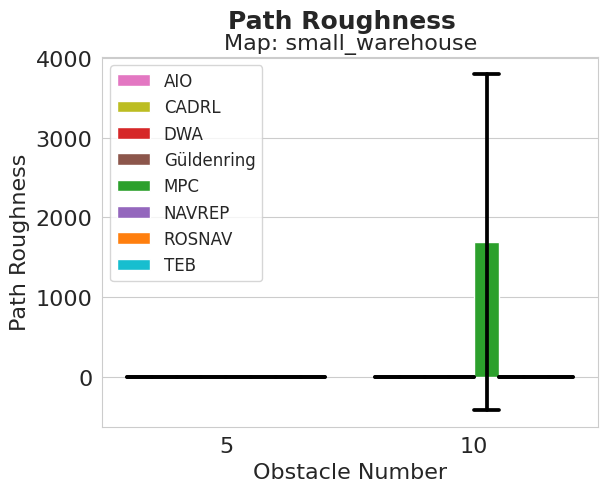 Path Roughness
Map: small_warehouse
4000
3000
2000
1000
0
Path Roughness
AIO
CADRL
DWA
Güldenring
MPC
NAVREP
ROSNAV
TEB
5
10
Obstacle Number